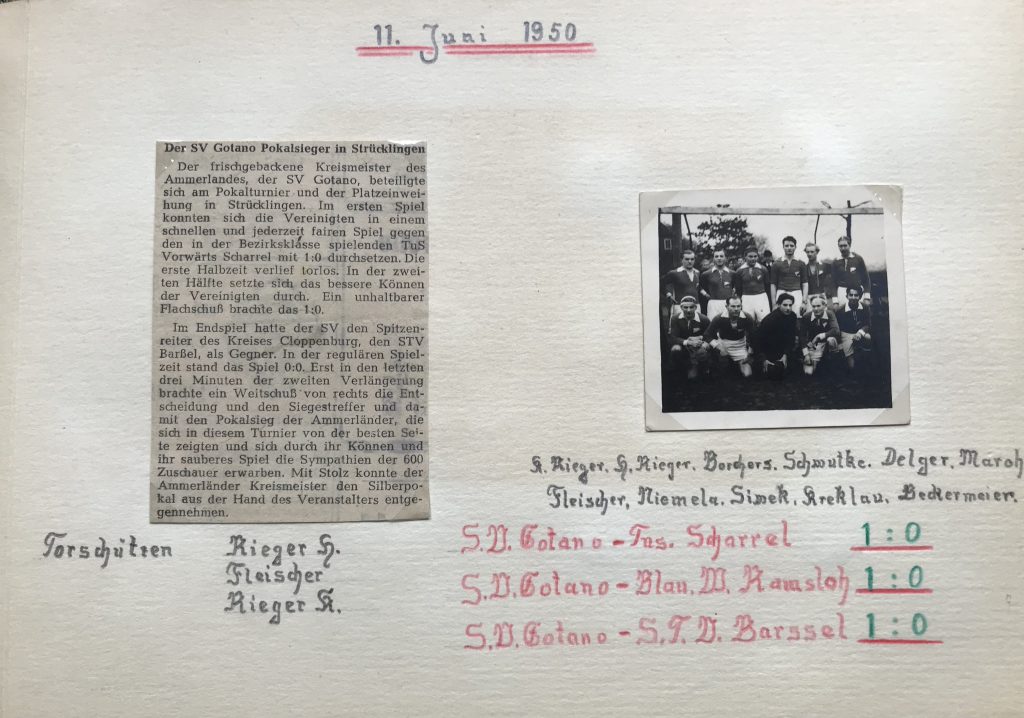 11. Juni 1950
Der SV Gotano Pokalsieger in Strücklingen
Der frischgebackene Kreismeister des
Ammerlandes, der SV Gotano, beteiligte
sich am Pokalturnier und der Platzeinwei-
hung in Strücklingen. Im ersten Spiel
konnten sich die Vereinigten in einem
schnellen und jederzeit fairen Spiel gegen
den in der Bezirksklasse spielenden TuS
Vorwärts Scharrel mit 1:0 durchsetzen. Die
erste Halbzeit verlief torlos. In der zwei-
ten Hälfte setzte sich das bessere Können
der Vereinigten durch. Ein unhaltbarer
Flachschuß brachte das 1:0.
Im Endspiel hatte der SV den Spitzen-
reiter des Kreises Cloppenburg, den STV
Barßel, als Gegner. In der regulären Spiel-
zeit stand das Spiel 0:0. Erst in den letzten
drei Minuten der zweiten Verlängerung
brachte ein Weitschuß von rechts die Ent-
scheidung und den Siegestreffer und da-
mit den Pokalsieg der Ammerländer, die
sich in diesem Turnier von der besten Sei-
te zeigten und sich durch ihr Können und
ihr sauberes Spiel die Sympathien der 600
Zuschauer erwarben. Mit Stolz konnte der
Ammerländer Kreismeister den Silberpo-
kal aus der Hand des Veranstalters entge-
gennehmen.
K. Rieger, H. Rieger, Borchers, Schwutke, Delger, Maroh
Fleischer, Niemela, Simek, Kreklau, Beckermeier.
Torschützen Rieger H.
Fleischer
Rieger K.
S.V. Gotano - Tus. Scharrel 1:0
S.V. Gotano - Blau. W. Ramsloh 1:0
S.V. Gotano - S.T.V. Barssel 1:0